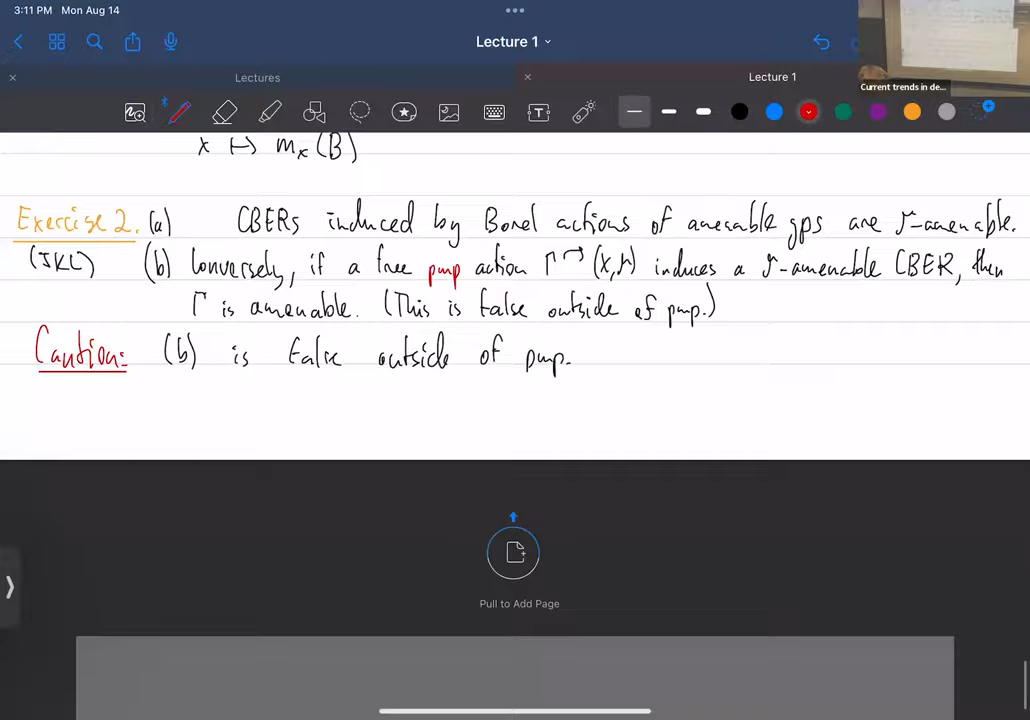 3:11 PM Mon Aug 14
Lecture 1
Lectures
Lecture 1
Current trends in de...
x ↦ mx(B)
Exercise 2. (a) CBERs induced by Borel actions of amenable gps are μ-amenable.
(JKL) (b) Conversely, if a free pmp action Γ ↷ (X,μ) induces a μ-amenable CBER, then
Γ is amenable. (This is false outside of pmp.)
Caution: (b) is false outside of pmp.
Pull to Add Page